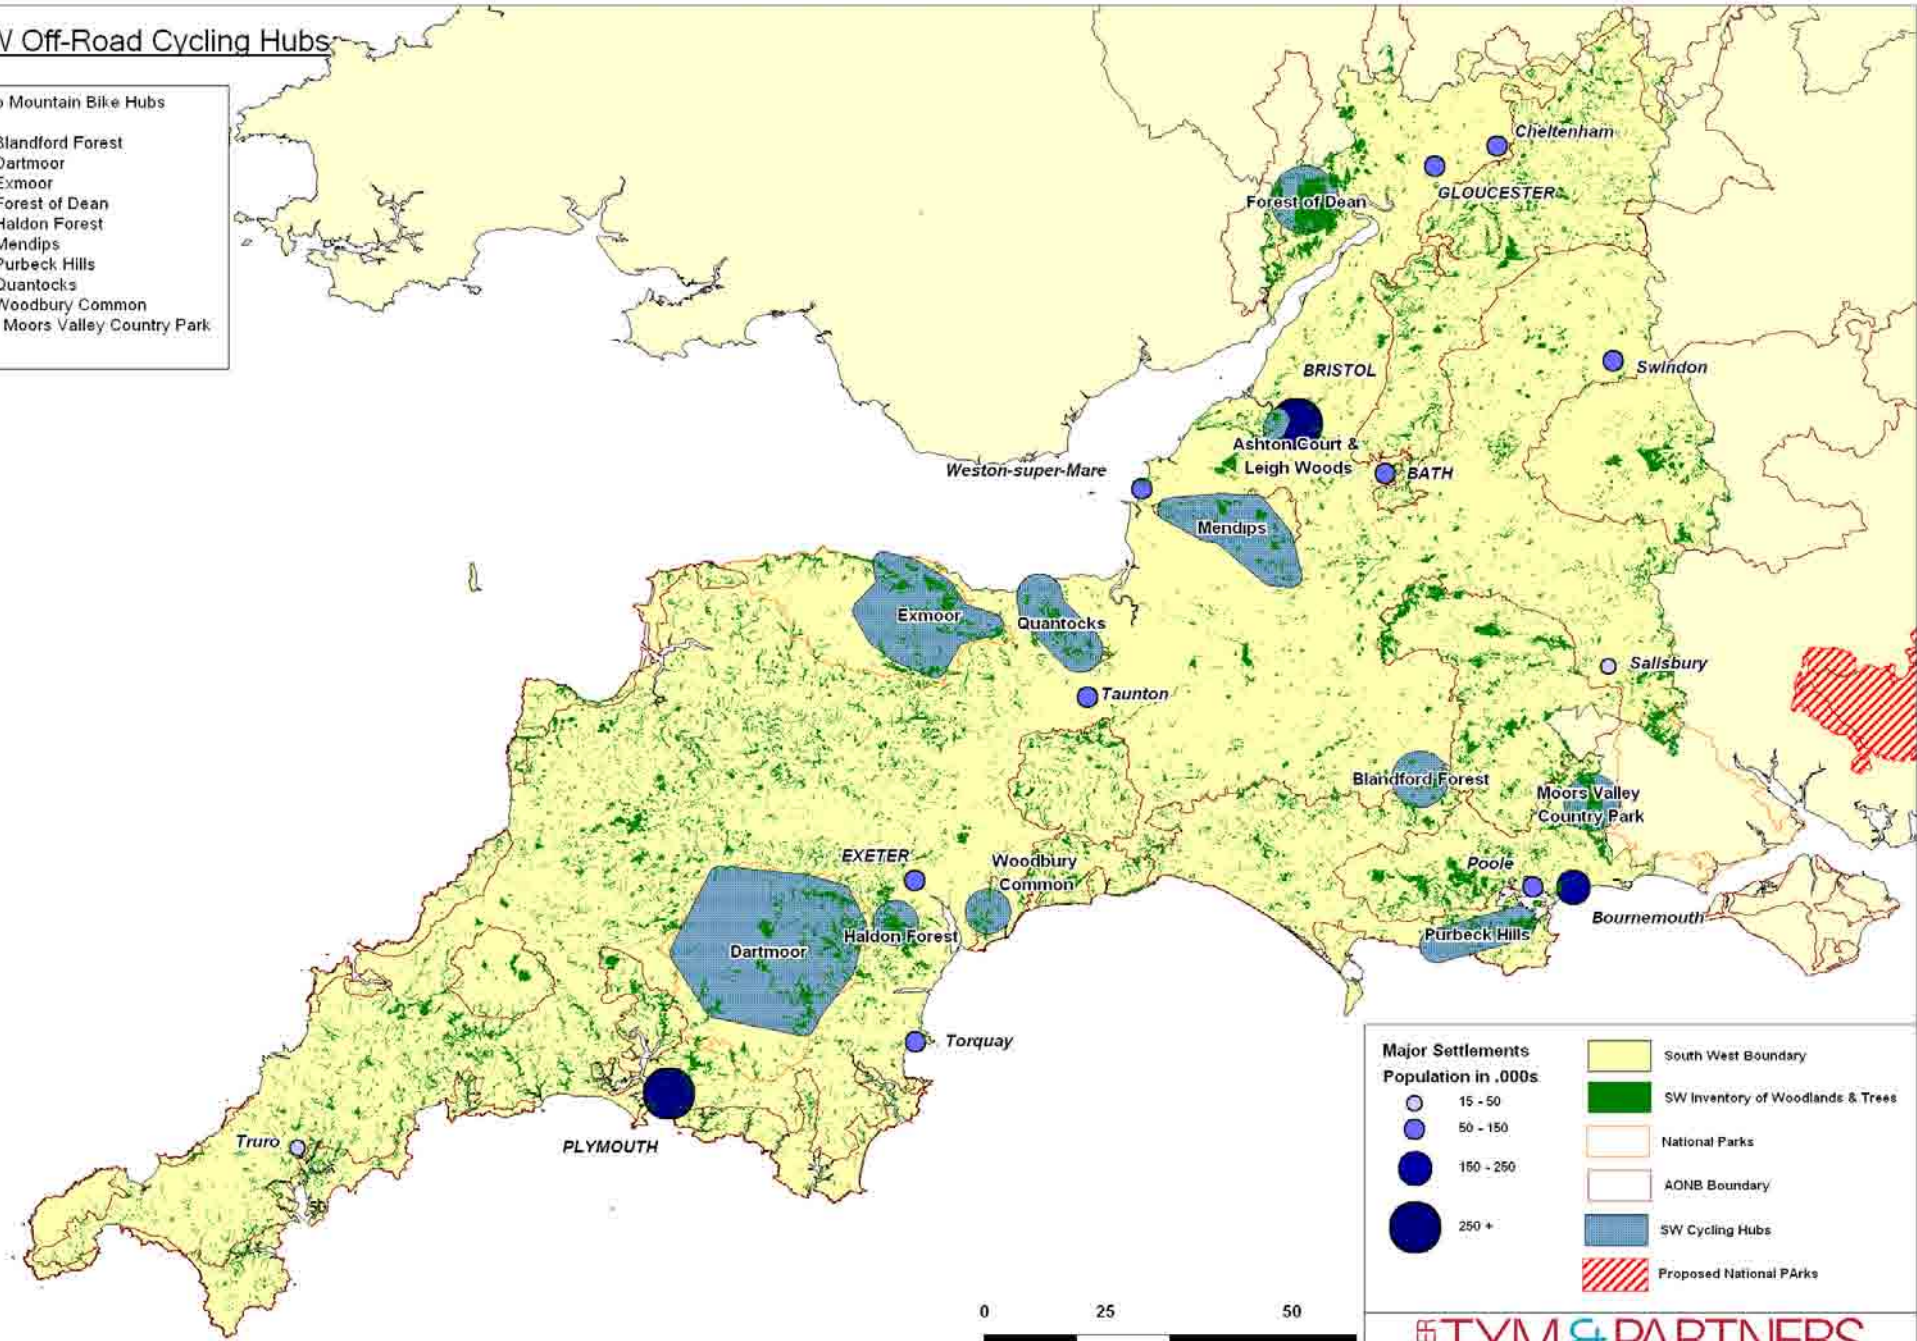 W Off-Road Cycling Hubs
Mountain Bike Hubs
Blandford Forest
Dartmoor
Exmoor
Forest of Dean
Haldon Forest
Mendips
Purbeck Hills
Quantocks
Woodbury Common
Moors Valley Country Park
Cheltenham
GLOUCESTER
Forest of Dean
BRISTOL
Swindon
Ashton Court &
Leigh Woods
Weston-super-Mare
BATH
Mendips
Exmoor
Quantocks
Salisbury
Taunton
Blandford Forest
Moors Valley
Country Park
EXETER
Woodbury
Common
Poole
Bournemouth
Haldon Forest
Purbeck Hills
Dartmoor
Torquay
Truro
PLYMOUTH
Major Settlements
Population in .000s
15 - 50
50 - 150
150 - 250
250 +
South West Boundary
SW Inventory of Woodlands & Trees
National Parks
AONB Boundary
SW Cycling Hubs
Proposed National PArks
0 25 50
TYM & PARTNERS